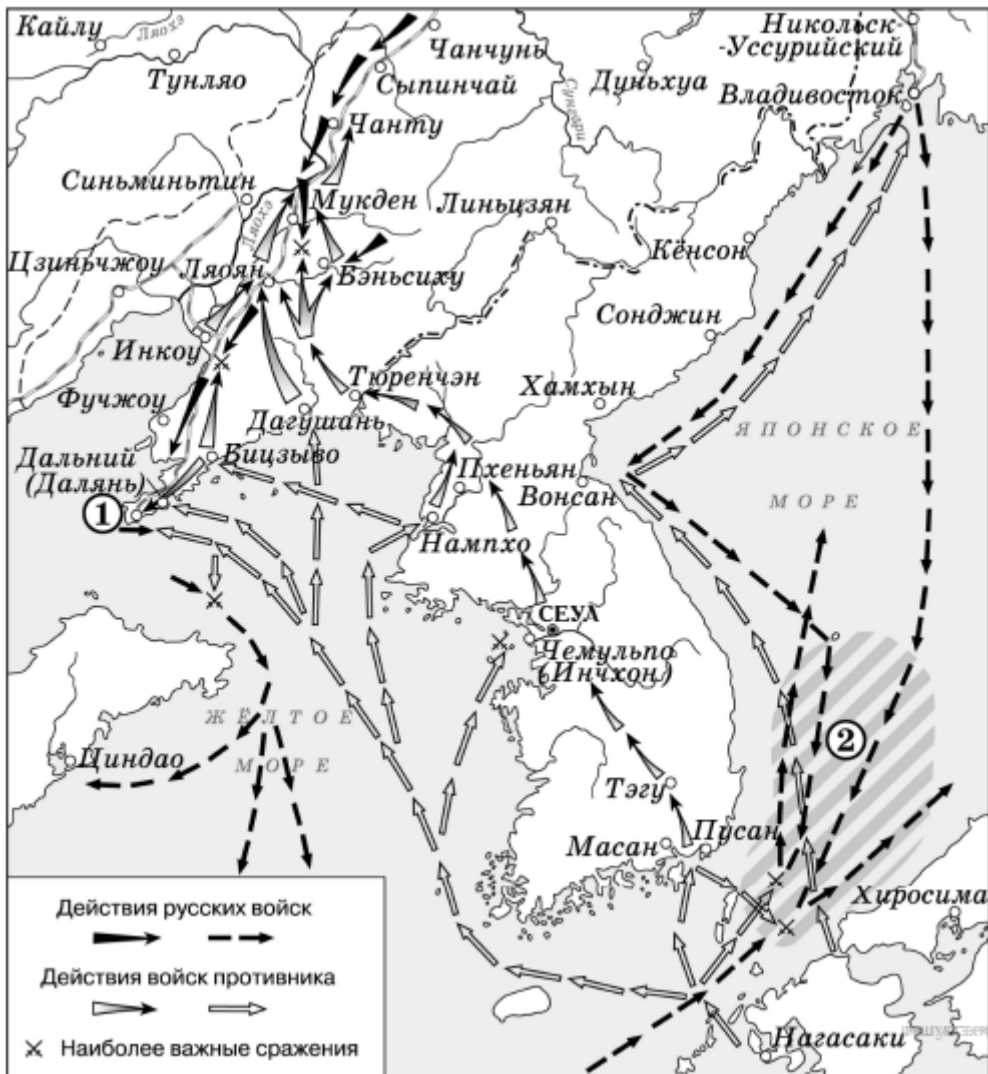 Кайлу
Ляохэ
Тунляо
Чанчунь
Сыпинчай
Сунгари
Дуньхуа
Никольск-
-Уссурийский
Владивосток
Чанту
Синьминьтин
Ляохэ
Мукден
Линьцзян
Кёнсон
Цзиньчжоу
Ляоян
Бэньсиху
Сонджин
Инкоу
Тюренчэн
Хамхын
Фучжоу
Дагушань
ЯПОНСКОЕ
Дальний
(Далянь)
Бицзыво
Пхеньян
Вонсан
1
МОРЕ
Нампхо
СЕУЛ
Чемульпо
(Инчхон)
ЖЁЛТОЕ
2
Циндао
МОРЕ
Тэгу
Масан
Пусан
Хиросима
Действия русских войск
Действия войск противника
Наиболее важные сражения
Нагасаки